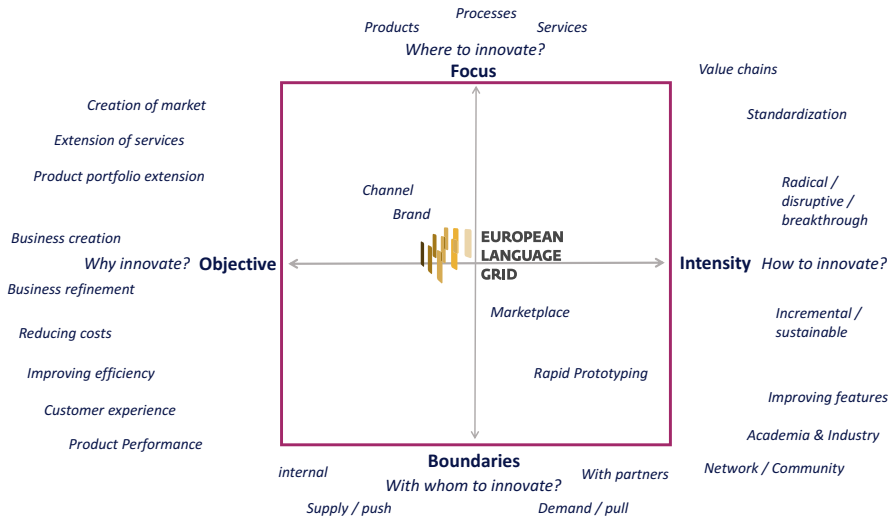 Processes
Products
Services
Where to innovate?
Focus
Value chains
Creation of market
Standardization
Extension of services
Product portfolio extension
Radical /
disruptive /
breakthrough
Channel
Brand
Business creation
EUROPEAN
LANGUAGE
GRID
Why innovate? Objective
Intensity How to innovate?
Business refinement
Marketplace
Incremental /
sustainable
Reducing costs
Improving efficiency
Rapid Prototyping
Improving features
Customer experience
Academia & Industry
Product Performance
Boundaries
Network / Community
internal
With partners
With whom to innovate?
Supply / push
Demand / pull